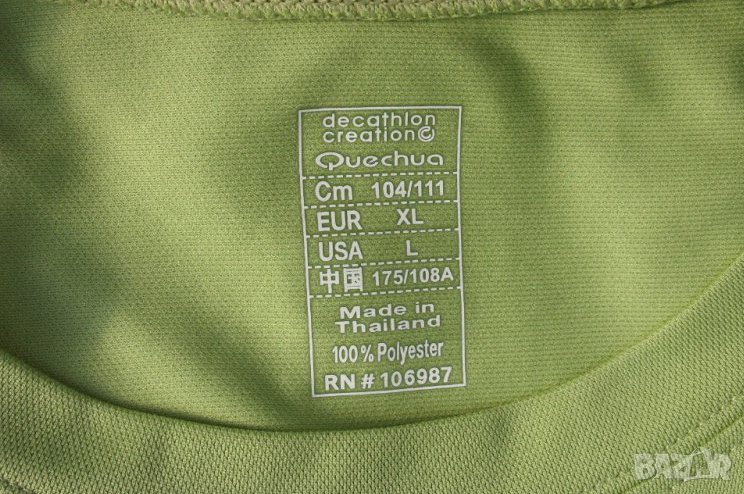 decathlon
creation
Quechua
Cm 104/111
EUR XL
USA L
中国 175/108A
Made in
Thailand
100% Polyester
RN # 106987
BAZAR